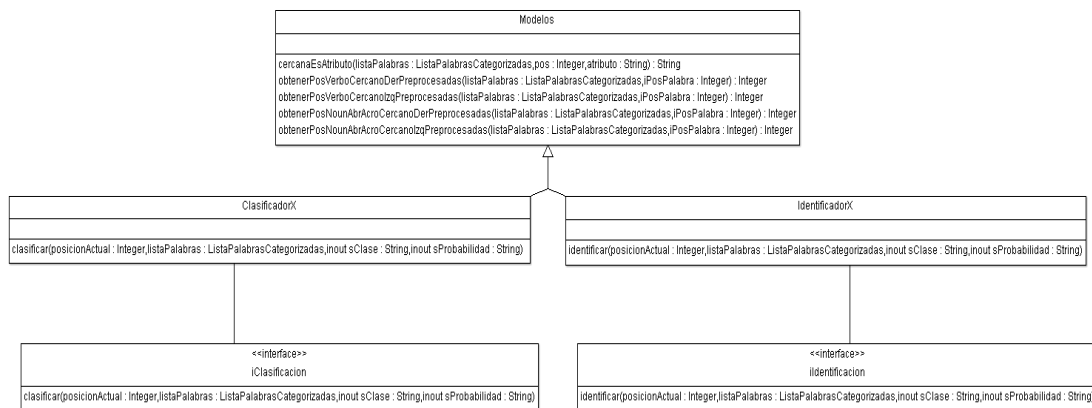 Modelos
cercanaEsAtributo(listaPalabras : ListaPalabrasCategorizadas,pos : Integer,atributo : String) : String
obtenerPosVerboCercanoDerPreprocesadas(listaPalabras : ListaPalabrasCategorizadas,iPosPalabra : Integer) : Integer
obtenerPosVerboCercanoIzqPreprocesadas(listaPalabras : ListaPalabrasCategorizadas,iPosPalabra : Integer) : Integer
obtenerPosNounAbrAcroCercanoDerPreprocesadas(listaPalabras : ListaPalabrasCategorizadas,iPosPalabra : Integer) : Integer
obtenerPosNounAbrAcroCercanoIzqPreprocesadas(listaPalabras : ListaPalabrasCategorizadas,iPosPalabra : Integer) : Integer
ClasificadorX
clasificar(posicionActual : Integer,listaPalabras : ListaPalabrasCategorizadas,inout sClase : String,inout sProbabilidad : String)
IdentificadorX
identificar(posicionActual : Integer,listaPalabras : ListaPalabrasCategorizadas,inout sClase : String,inout sProbabilidad : String)
<<interface>>
iClasificacion
clasificar(posicionActual : Integer,listaPalabras : ListaPalabrasCategorizadas,inout sClase : String,inout sProbabilidad : String)
<<interface>>
iIdentificacion
identificar(posicionActual : Integer,listaPalabras : ListaPalabrasCategorizadas,inout sClase : String,inout sProbabilidad : String)